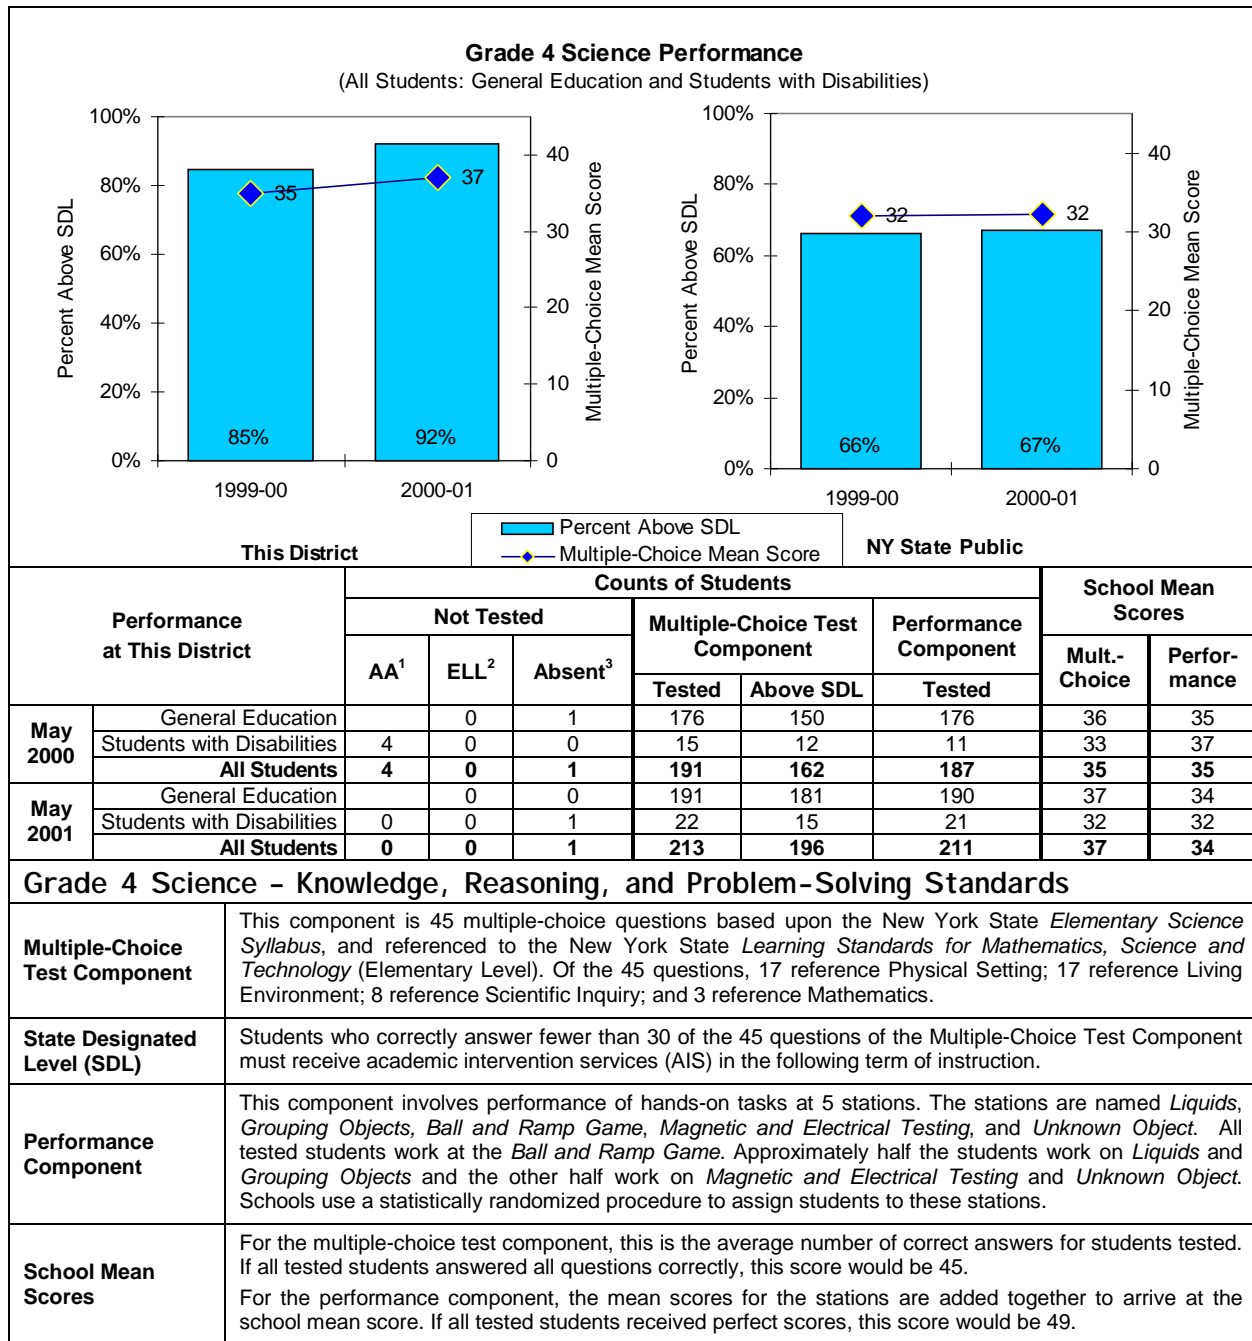 Grade 4 Science Performance
(All Students: General Education and Students with Disabilities)
100%
80%
60%
40%
20%
0%
Percent Above SDL
35
37
85%
92%
1999-00
2000-01
40
30
20
10
0
Multiple-Choice Mean Score
This District
100%
80%
60%
40%
20%
0%
Percent Above SDL
32
32
66%
67%
1999-00
2000-01
40
30
20
10
0
Multiple-Choice Mean Score
NY State Public
Percent Above SDL
Multiple-Choice Mean Score
Performance
at This District
Counts of Students
School Mean
Scores
Not Tested
Multiple-Choice Test
Component
Performance
Component
Mult.-
Choice
Perfor-
mance
AA1 ELL2 Absent3
Tested Above SDL Tested
May
2000
General Education 0 1 176 150 176 36 35
Students with Disabilities 4 0 0 15 12 11 33 37
All Students 4 0 1 191 162 187 35 35
May
2001
General Education 0 0 191 181 190 37 34
Students with Disabilities 0 0 1 22 15 21 32 32
All Students 0 0 1 213 196 211 37 34
Grade 4 Science – Knowledge, Reasoning, and Problem-Solving Standards
Multiple-Choice
Test Component
This component is 45 multiple-choice questions based upon the New York State Elementary Science
Syllabus, and referenced to the New York State Learning Standards for Mathematics, Science and
Technology (Elementary Level). Of the 45 questions, 17 reference Physical Setting; 17 reference Living
Environment; 8 reference Scientific Inquiry; and 3 reference Mathematics.
State Designated
Level (SDL)
Students who correctly answer fewer than 30 of the 45 questions of the Multiple-Choice Test Component
must receive academic intervention services (AIS) in the following term of instruction.
Performance
Component
This component involves performance of hands-on tasks at 5 stations. The stations are named Liquids,
Grouping Objects, Ball and Ramp Game, Magnetic and Electrical Testing, and Unknown Object. All
tested students work at the Ball and Ramp Game. Approximately half the students work on Liquids and
Grouping Objects and the other half work on Magnetic and Electrical Testing and Unknown Object.
Schools use a statistically randomized procedure to assign students to these stations.
School Mean
Scores
For the multiple-choice test component, this is the average number of correct answers for students tested.
If all tested students answered all questions correctly, this score would be 45.
For the performance component, the mean scores for the stations are added together to arrive at the
school mean score. If all tested students received perfect scores, this score would be 49.